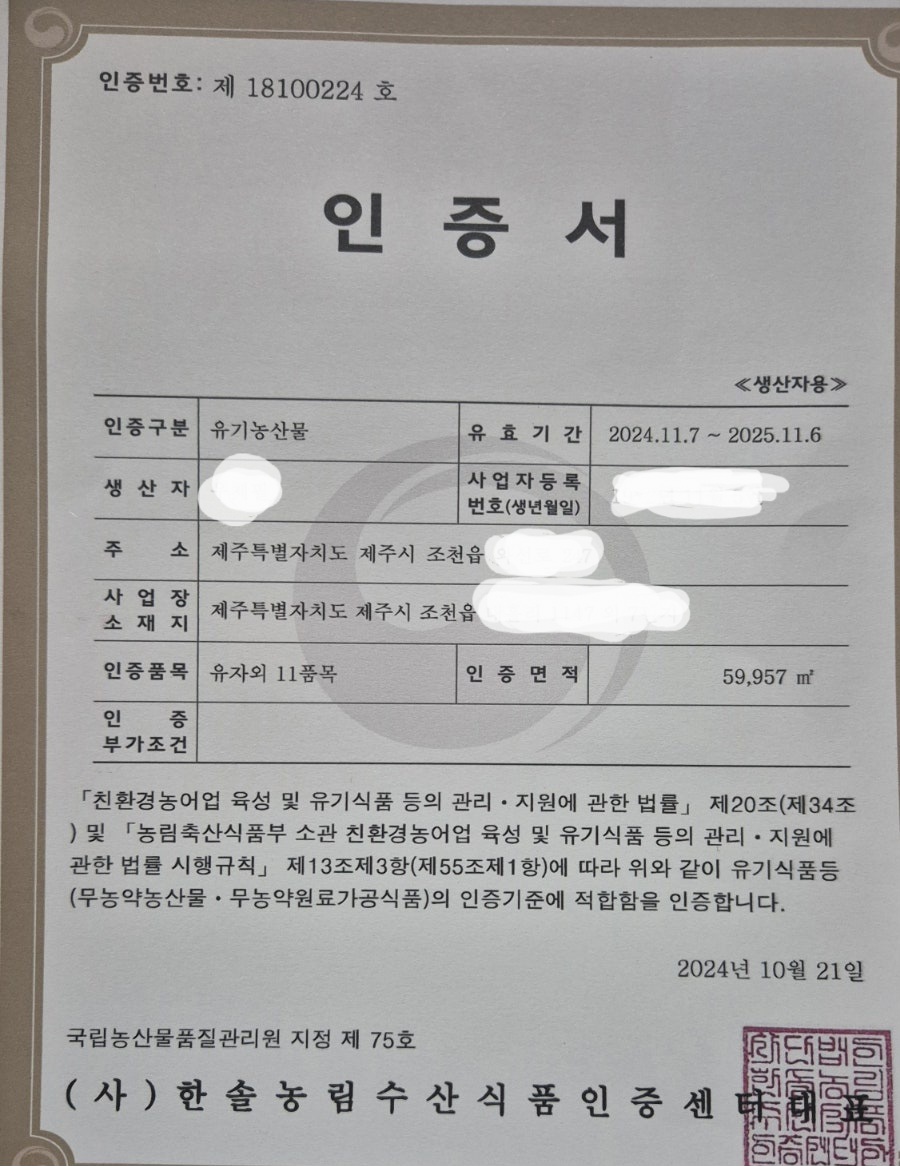 인증번호: 제 18100224 호
인 증 서
≪생산자용≫
인증구분 유기농산물 유 효 기 간 2024.11.7 ~ 2025.11.6
생 산 자 사업자등록
번호(생년월일)
주 소 제주특별자치도 제주시 조천읍
사 업 장
소 재 지 제주특별자치도 제주시 조천읍
인증품목 유자외 11품목 인 증 면 적 59,957 ㎡
인 증
부가조건
「친환경농어업 육성 및 유기식품 등의 관리・지원에 관한 법률」 제20조(제34조
) 및 「농림축산식품부 소관 친환경농어업 육성 및 유기식품 등의 관리・지원에
관한 법률 시행규칙」 제13조제3항(제55조제1항)에 따라 위와 같이 유기식품등
(무농약농산물・무농약원료가공식품)의 인증기준에 적합함을 인증합니다.
2024년 10월 21일
국립농산물품질관리원 지정 제 75호
(사)한솔농림수산식품인증센터대표